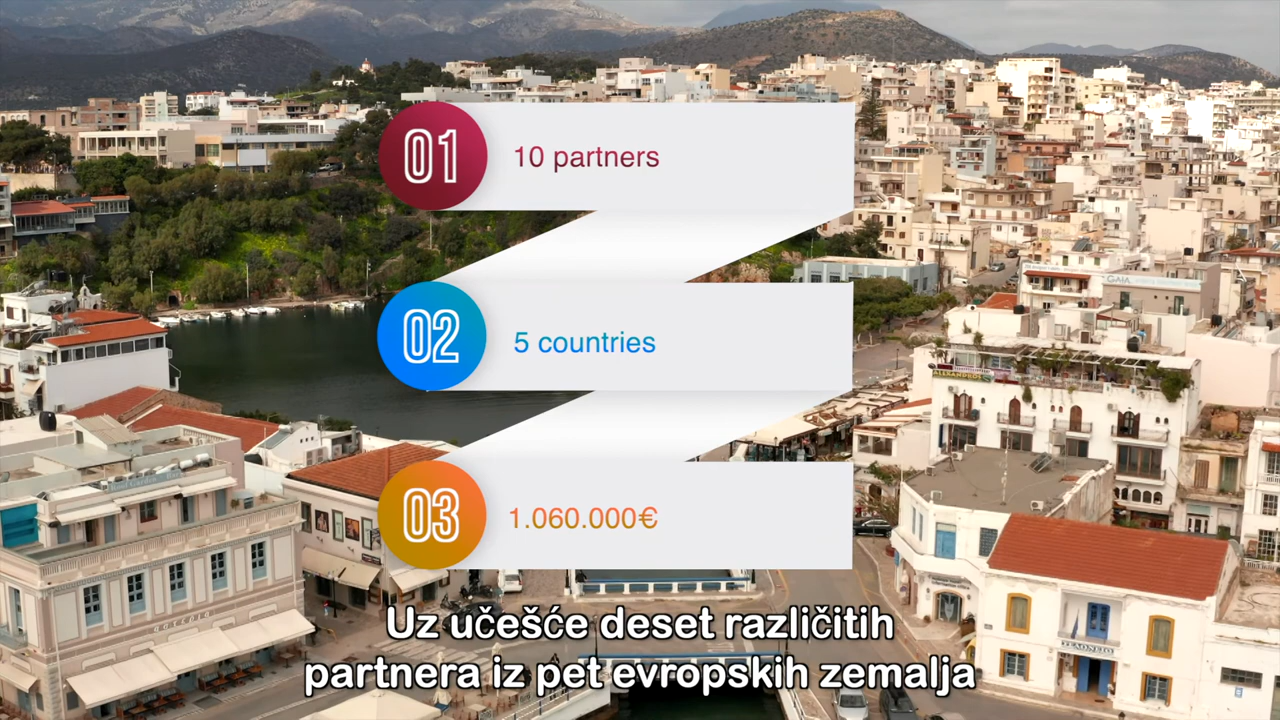 01
10 partners
02
5 countries
03
1.060.000€
GAIA
Uz učešće deset različitih
partnera iz pet evropskih zemalja